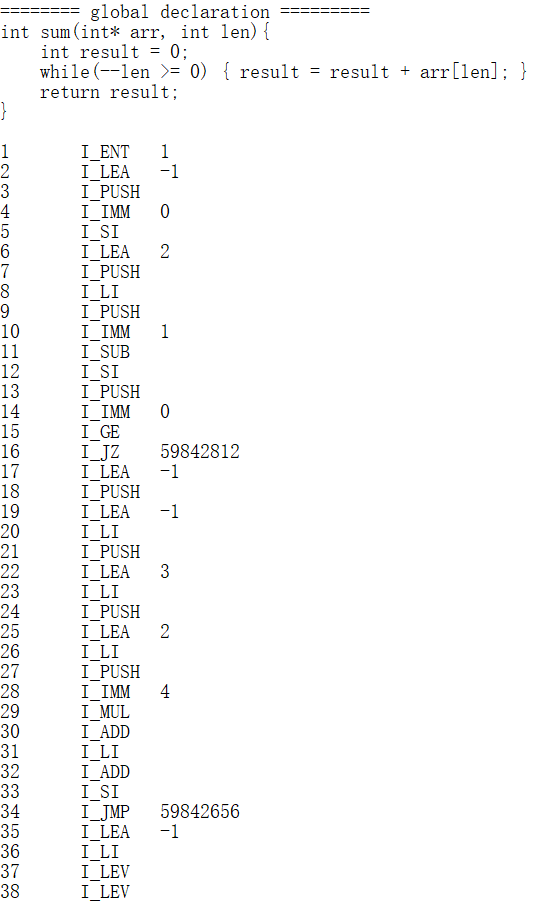 ======== global declaration =========
int sum(int* arr, int len){
    int result = 0;
    while(--len >= 0) { result = result + arr[len]; }
    return result;
}
1 I_ENT 1
2 I_LEA -1
3 I_PUSH
4 I_IMM 0
5 I_SI
6 I_LEA 2
7 I_PUSH
8 I_LI
9 I_PUSH
10 I_IMM 1
11 I_SUB
12 I_SI
13 I_PUSH
14 I_IMM 0
15 I_GE
16 I_JZ 59842812
17 I_LEA -1
18 I_PUSH
19 I_LEA -1
20 I_LI
21 I_PUSH
22 I_LEA 3
23 I_LI
24 I_PUSH
25 I_LEA 2
26 I_LI
27 I_PUSH
28 I_IMM 4
29 I_MUL
30 I_ADD
31 I_LI
32 I_ADD
33 I_SI
34 I_JMP 59842656
35 I_LEA -1
36 I_LI
37 I_LEV
38 I_LEV